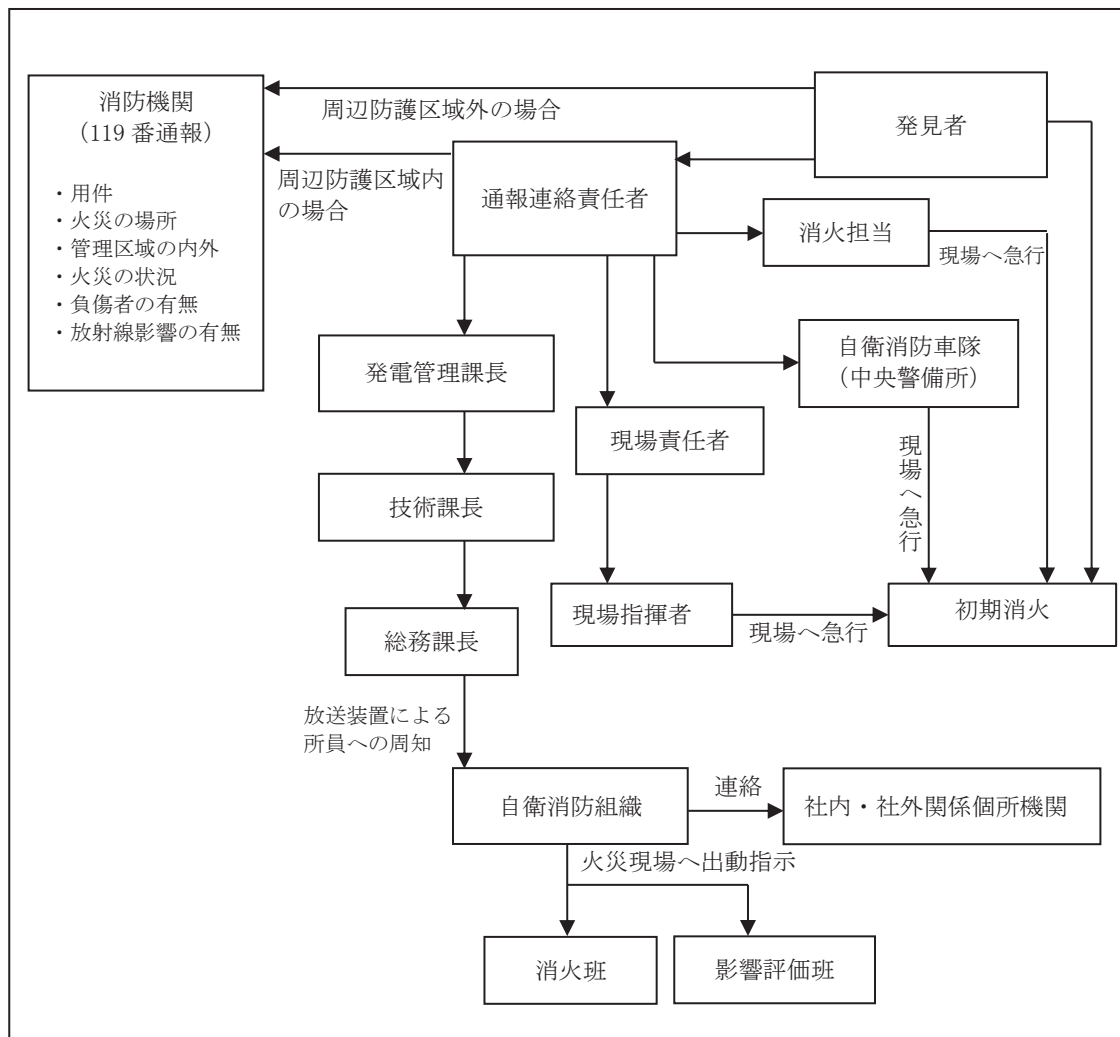 消防機関
（119 番通報）
・用件
・火災の場所
・管理区域の内外
・火災の状況
・負傷者の有無
・放射線影響の有無
周辺防護区域外の場合
発見者
周辺防護区域内
の場合
通報連絡責任者
消火担当
現場へ急行
発電管理課長
自衛消防車隊
（中央警備所）
現場責任者
現場へ急行
技術課長
現場指揮者
現場へ急行
初期消火
総務課長
放送装置による
所員への周知
自衛消防組織
連絡
社内・社外関係個所機関
火災現場へ出動指示
消火班
影響評価班